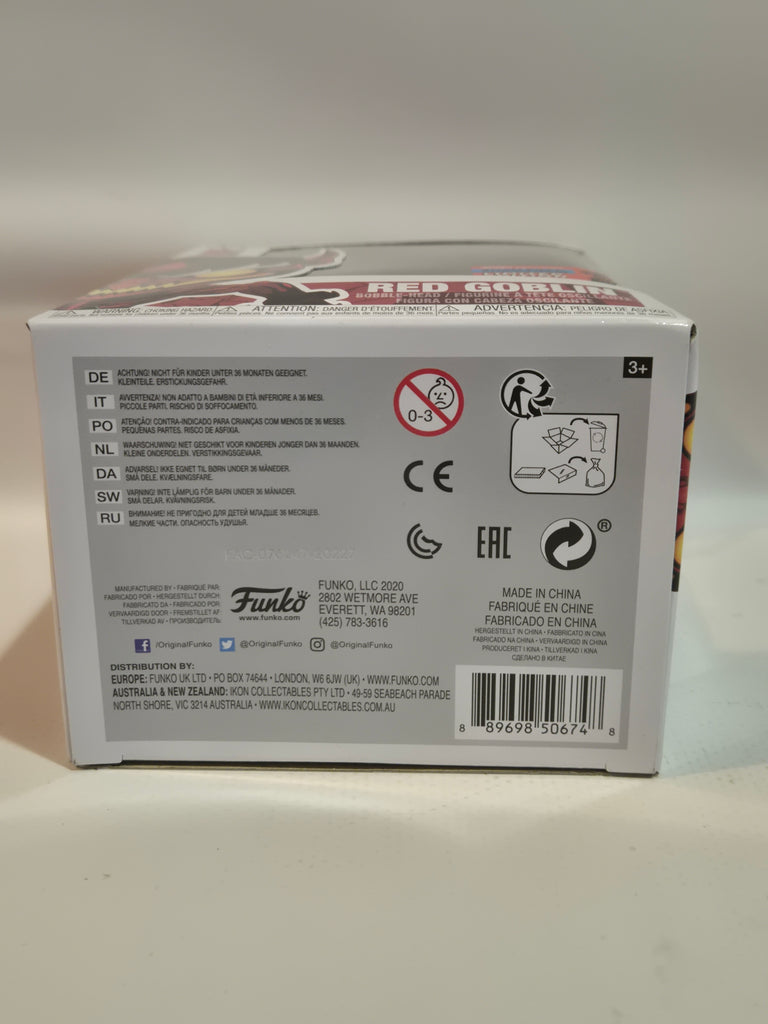 RED GOBLIN
BOBBLE-HEAD / FIGURINE À TÊTE OSCILLANTE
FIGURA CON CABEZA OSCILANTE
WARNING: CHOKING HAZARD
ATTENTION: DANGER D'ÉTOUFFEMENT.
ADVERTENCIA: PELIGRO DE ASFIXIA
3+
DE ACHTUNG! NICHT FÜR KINDER UNTER 36 MONATEN GEEIGNET.
KLEINTEILE. ERSTICKUNGSGEFAHR.
IT AVVERTENZA: NON ADATTO A BAMBINI DI ETÀ INFERIORE A 36 MESI.
PICCOLE PARTI. RISCHIO DI SOFFOCAMENTO.
PO ATENÇÃO! CONTRA-INDICADO PARA CRIANÇAS COM MENOS DE 36 MESES.
PEQUENAS PARTES. RISCO DE ASFIXIA.
NL WAARSCHUWING! NIET GESCHIKT VOOR KINDEREN JONGER DAN 36 MAANDEN.
KLEINE ONDERDELEN. VERSTIKKINGSGEVAAR.
DA ADVARSEL! IKKE EGNET TIL BØRN UNDER 36 MÅNEDER.
SMÅ DELE. KVÆLNINGSFARE.
SW VARNING! INTE LÄMPLIG FÖR BARN UNDER 36 MÅNADER.
SMÅ DELAR. KVÄVNINGSRISK.
RU ВНИМАНИЕ! НЕ ПРИГОДНО ДЛЯ ДЕТЕЙ МЛАДШЕ 36 МЕСЯЦЕВ.
МЕЛКИЕ ЧАСТИ. ОПАСНОСТЬ УДУШЬЯ.
0-3
CE
EAC
®
MANUFACTURED BY • FABRIQUÉ PAR:
FABRICADO POR • HERGESTELLT DURCH:
FABBRICATO DA • FABRICADO POR:
VERVAARDIGD DOOR • FREMSTILLET AF:
TILLVERKAD AV • ПРОИЗВОДИТЕЛЬ:
Funko
www.funko.com
FUNKO, LLC 2020
2802 WETMORE AVE
EVERETT, WA 98201
(425) 783-3616
MADE IN CHINA
FABRIQUÉ EN CHINE
FABRICADO EN CHINA
HERGESTELLT IN CHINA • FABBRICATO IN CINA
FABRICADO NA CHINA • VERVAARDIGD IN CHINA
PRODUCERET I KINA • TILLVERKAD I KINA
СДЕЛАНО В КИТАЕ
/OriginalFunko @OriginalFunko @OriginalFunko
DISTRIBUTION BY:
EUROPE: FUNKO UK LTD • PO BOX 74644 • LONDON, W6 6JW (UK) • WWW.FUNKO.COM
AUSTRALIA & NEW ZEALAND: IKON COLLECTABLES PTY LTD • 49-59 SEABEACH PARADE
NORTH SHORE, VIC 3214 AUSTRALIA • WWW.IKONCOLLECTABLES.COM.AU
8 89698 50674 8